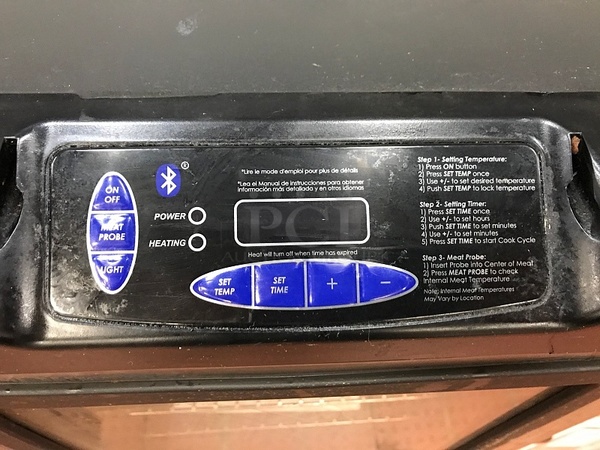 ON
OFF
MEAT
PROBE
LIGHT
®
POWER
HEATING
*Lire le mode d'emploi pour plus de détails
*Lea el Manual de instrucciones para obtener
información más detallada y en otros idiomas
PCI
Heat will turn off when time has expired
SET
TEMP
SET
TIME
+
−
Step 1- Setting Temperature:
1) Press ON button
2) Press SET TEMP once
3) Use +/- to set desired temperature
4) Push SET TEMP to lock temperature
Step 2- Setting Timer:
1) Press SET TIME once
2) Use +/- to set hours
3) Push SET TIME to set minutes
4) Use +/- to set minutes
5) Press SET TIME to start Cook Cycle
Step 3- Meat Probe:
1) Insert Probe into Center of Meat
2) Press MEAT PROBE to check
Internal Meat Temperature
Note: Internal Meat Temperatures
May Vary by Location